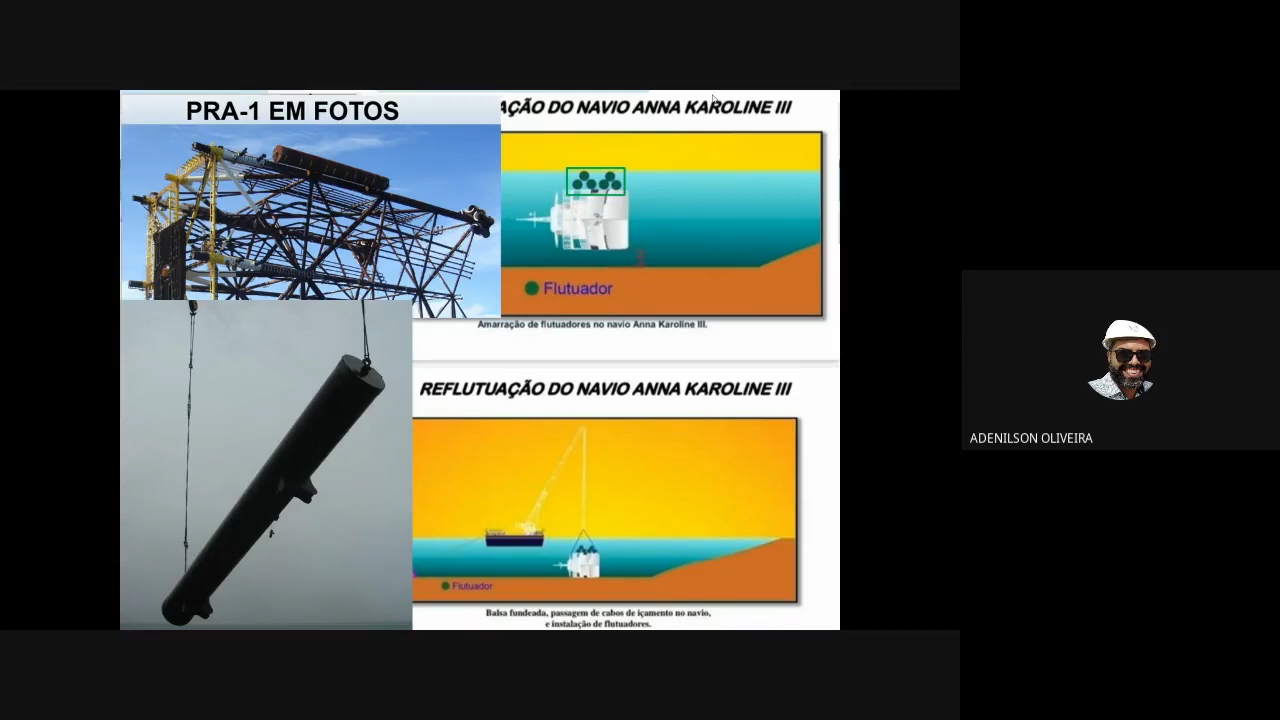 PRA-1 EM FOTOS
AÇÃO DO NAVIO ANNA KAROLINE III
Flutuador
Amarração de flutuadores no navio Anna Karoline III.
REFLUTUAÇÃO DO NAVIO ANNA KAROLINE III
Flutuador
Balsa fundeada, passagem de cabos de içamento no navio,
e instalação de flutuadores.
ADENILSON OLIVEIRA